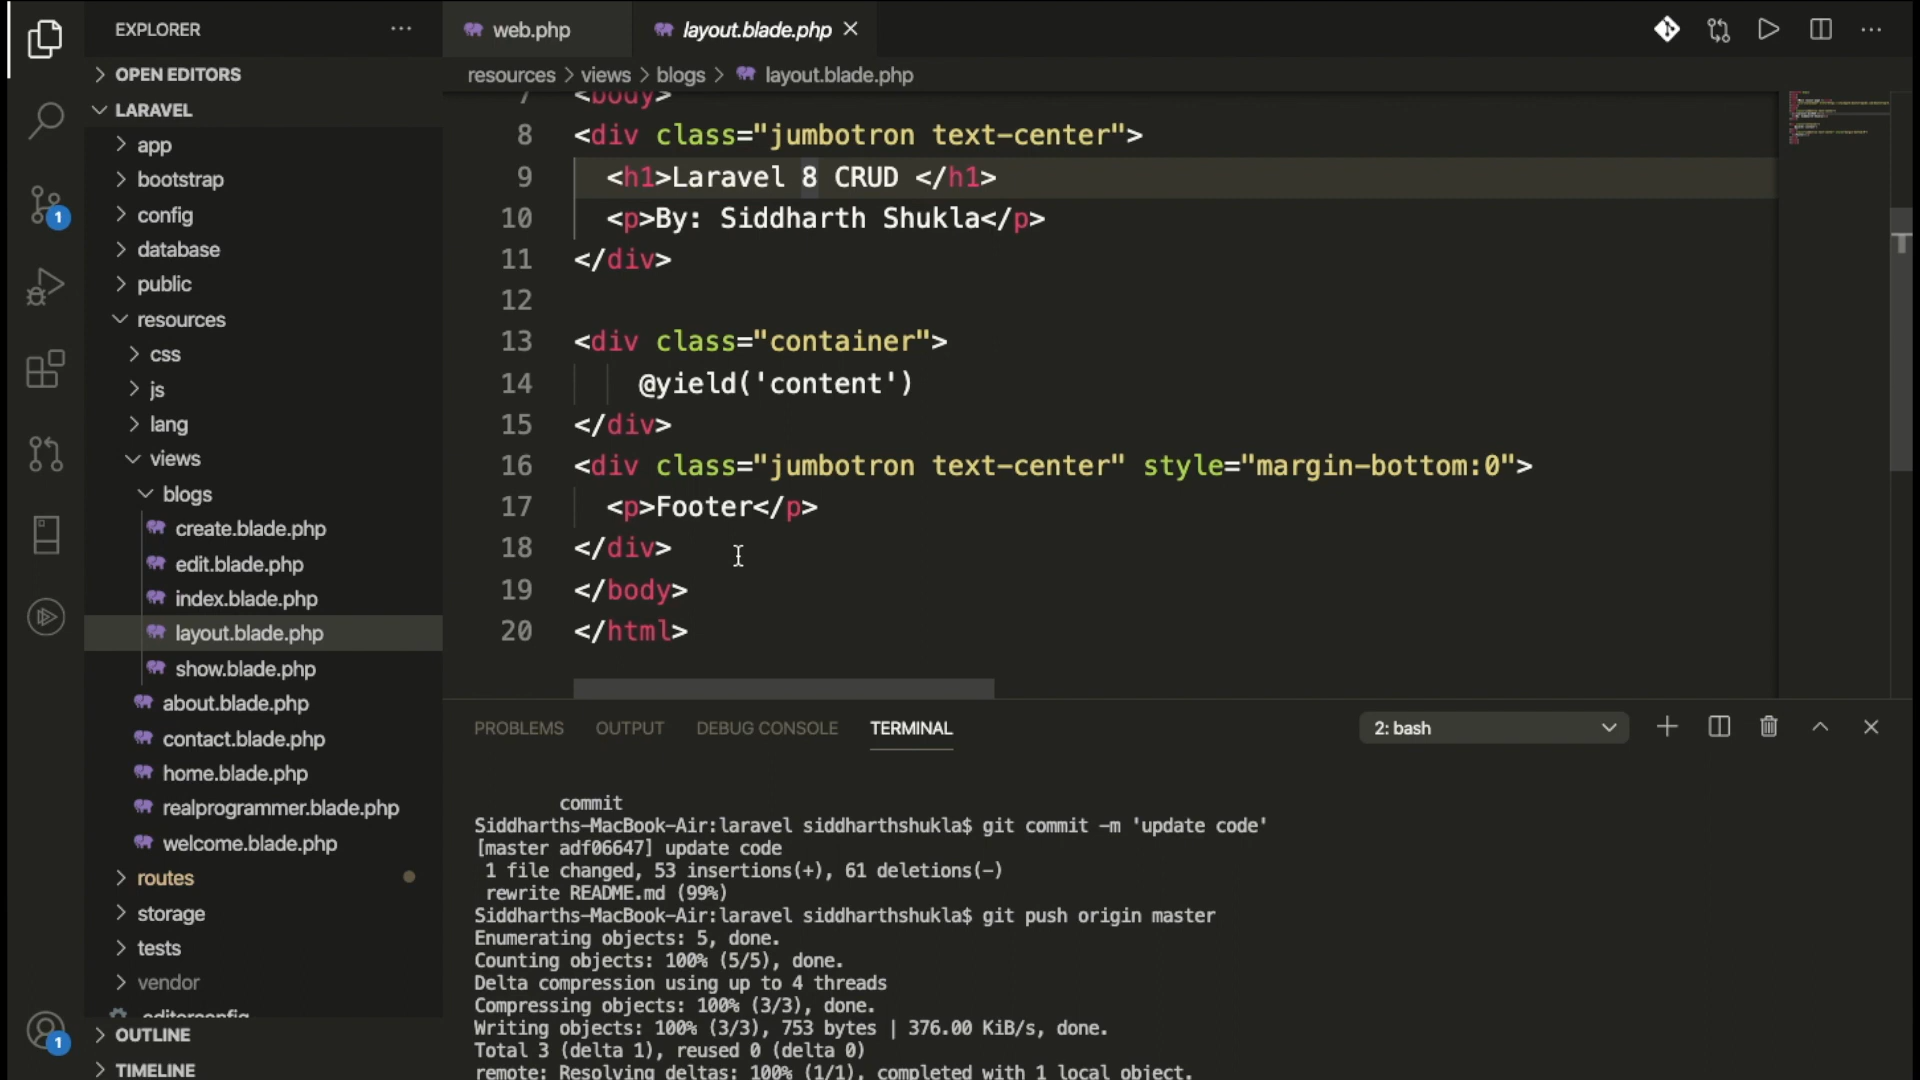 EXPLORER
OPEN EDITORS
LARAVEL
app
bootstrap
config
database
public
resources
css
js
lang
views
blogs
create.blade.php
edit.blade.php
index.blade.php
layout.blade.php
show.blade.php
about.blade.php
contact.blade.php
home.blade.php
realprogrammer.blade.php
welcome.blade.php
routes
storage
tests
vendor
.editorconfig
OUTLINE
TIMELINE
1
1
web.php
layout.blade.php
resources > views > blogs > layout.blade.php
7 <body>
8 <div class="jumbotron text-center">
9 <h1>Laravel 8 CRUD </h1>
10 <p>By: Siddharth Shukla</p>
11 </div>
12
13 <div class="container">
14 @yield('content')
15 </div>
16 <div class="jumbotron text-center" style="margin-bottom:0">
17 <p>Footer</p>
18 </div>
19 </body>
20 </html>
PROBLEMS OUTPUT DEBUG CONSOLE TERMINAL 2: bash
commit
Siddharths-MacBook-Air:laravel siddharthshukla$ git commit -m 'update code'
[master adf06647] update code
1 file changed, 53 insertions(+), 61 deletions(-)
rewrite README.md (99%)
Siddharths-MacBook-Air:laravel siddharthshukla$ git push origin master
Enumerating objects: 5, done.
Counting objects: 100% (5/5), done.
Delta compression using up to 4 threads
Compressing objects: 100% (3/3), done.
Writing objects: 100% (3/3), 753 bytes | 376.00 KiB/s, done.
Total 3 (delta 1), reused 0 (delta 0)
remote: Resolving deltas: 100% (1/1), completed with 1 local object.